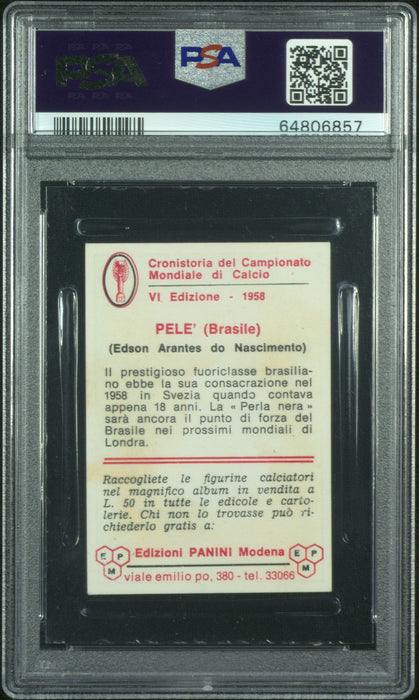 PSA
PSA
PSA
64806857
Cronistoria del Campionato
Mondiale di Calcio
VI Edizione - 1958
PELE' (Brasile)
(Edson Arantes do Nascimento)
Il prestigioso fuoriclasse brasilia-
no ebbe la sua consacrazione nel
1958 in Svezia quando contava
appena 18 anni. La « Perla nera »
sarà ancora il punto di forza del
Brasile nei prossimi mondiali di
Londra.
Raccogliete le figurine calciatori
nel magnifico album in vendita a
L. 50 in tutte le edicole e carto-
lerie. Chi non lo trovasse può ri-
chiederlo gratis a:
E P M Edizioni PANINI Modena E P M
viale emilio po, 380 - tel. 33066